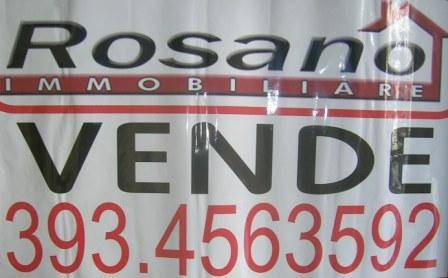 Rosano
IMMOBILIARE
VENDE
393.4563592